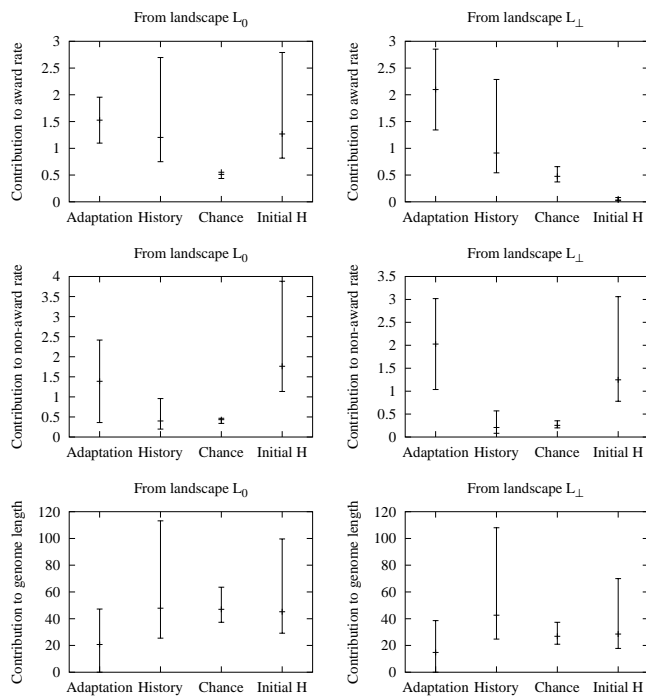 From landscape L₀
Contribution to award rate
3
2.5
2
1.5
1
0.5
0
Adaptation History Chance Initial H
From landscape L⊥
Contribution to award rate
3
2.5
2
1.5
1
0.5
0
Adaptation History Chance Initial H
From landscape L₀
Contribution to non-award rate
4
3.5
3
2.5
2
1.5
1
0.5
0
Adaptation History Chance Initial H
From landscape L⊥
Contribution to non-award rate
3.5
3
2.5
2
1.5
1
0.5
0
Adaptation History Chance Initial H
From landscape L₀
Contribution to genome length
120
100
80
60
40
20
0
Adaptation History Chance Initial H
From landscape L⊥
Contribution to genome length
120
100
80
60
40
20
0
Adaptation History Chance Initial H